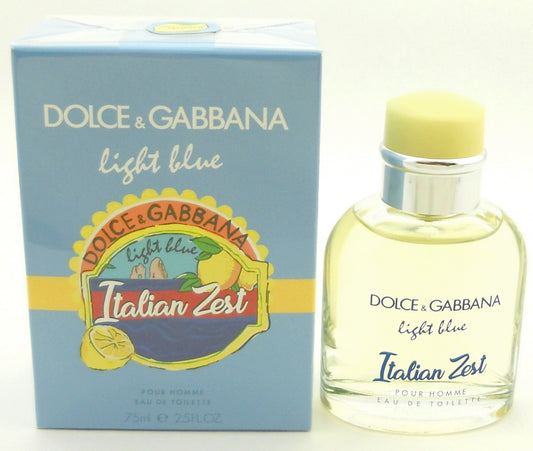 DOLCE & GABBANA
light blue
DOLCE & GABBANA
light blue
Italian Zest
POUR HOMME
EAU DE TOILETTE
75ml e 2.5FL.OZ
DOLCE & GABBANA
light blue
Italian Zest
POUR HOMME
EAU DE TOILETTE